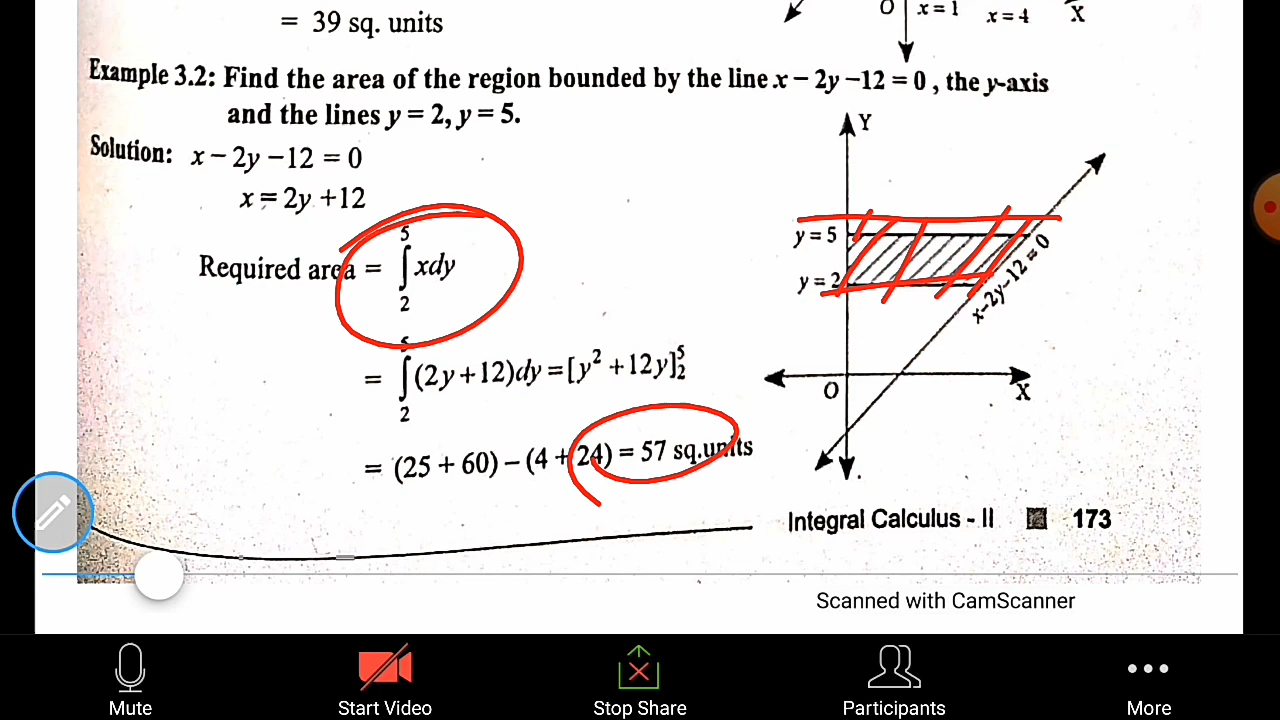 = 39 sq. units
O x = 1 x = 4 X
Example 3.2: Find the area of the region bounded by the line x − 2y −12 = 0 , the y-axis
and the lines y = 2, y = 5.
Solution: x − 2y −12 = 0
x = 2y +12
Required area = ∫₂⁵ xdy
= ∫₂⁵ (2y+12)dy = [y² +12y]₂⁵
= (25 + 60) − (4 + 24) = 57 sq.units
Y
y = 5
y = 2
x−2y−12 = 0
O X
Integral Calculus - II 173
Scanned with CamScanner
Mute Start Video Stop Share Participants More